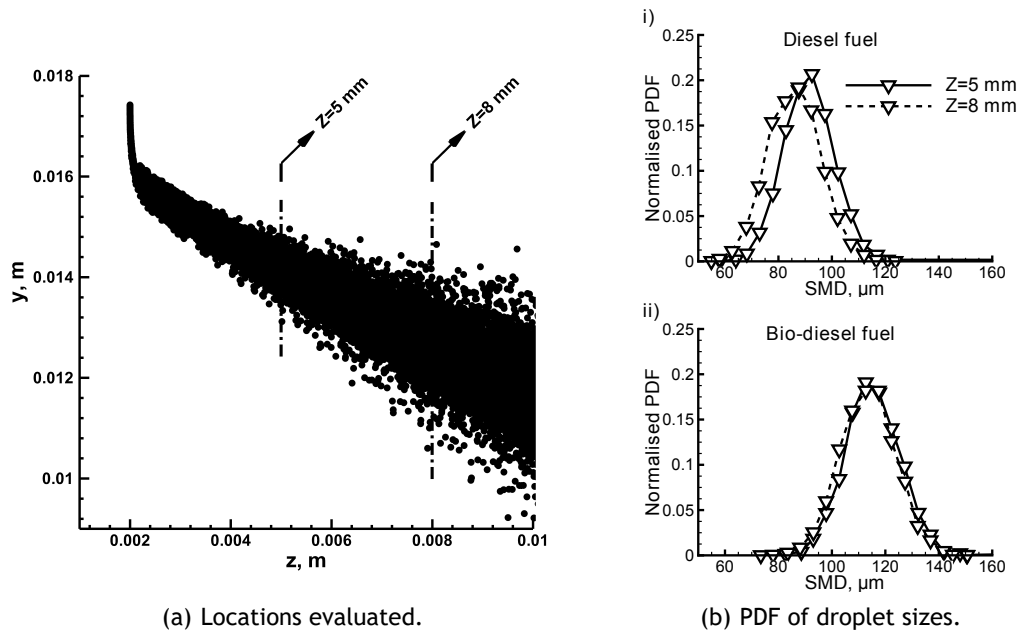 0.018
0.016
0.014
0.012
0.01
y, m
0.002
0.004
0.006
0.008
0.01
z, m
Z=5 mm
Z=8 mm
(a) Locations evaluated.
i)
Diesel fuel
Z=5 mm
Z=8 mm
0.25
0.2
0.15
0.1
0.05
0
Normalised PDF
60 80 100 120 140 160
SMD, µm
ii)
Bio-diesel fuel
0.25
0.2
0.15
0.1
0.05
0
Normalised PDF
60 80 100 120 140 160
SMD, µm
(b) PDF of droplet sizes.